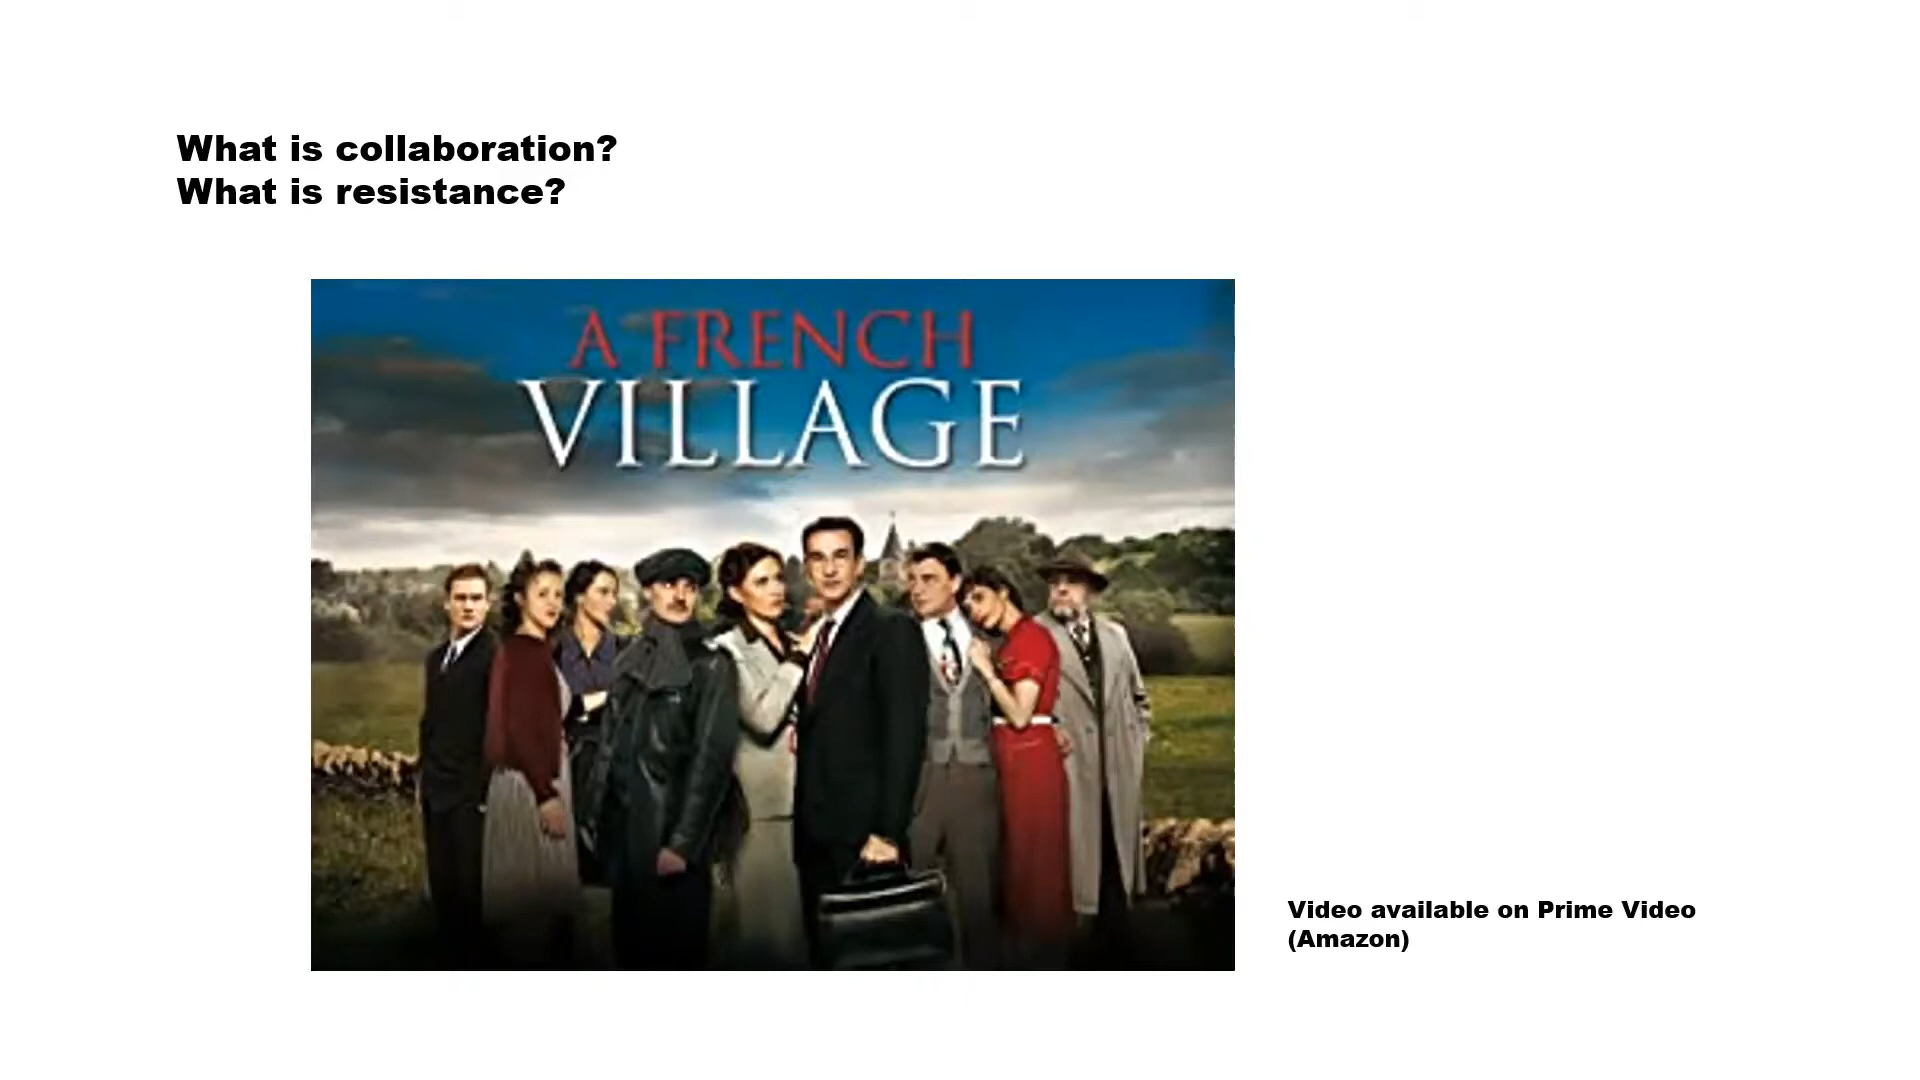 What is collaboration?
What is resistance?
A FRENCH
VILLAGE
Video available on Prime Video
(Amazon)